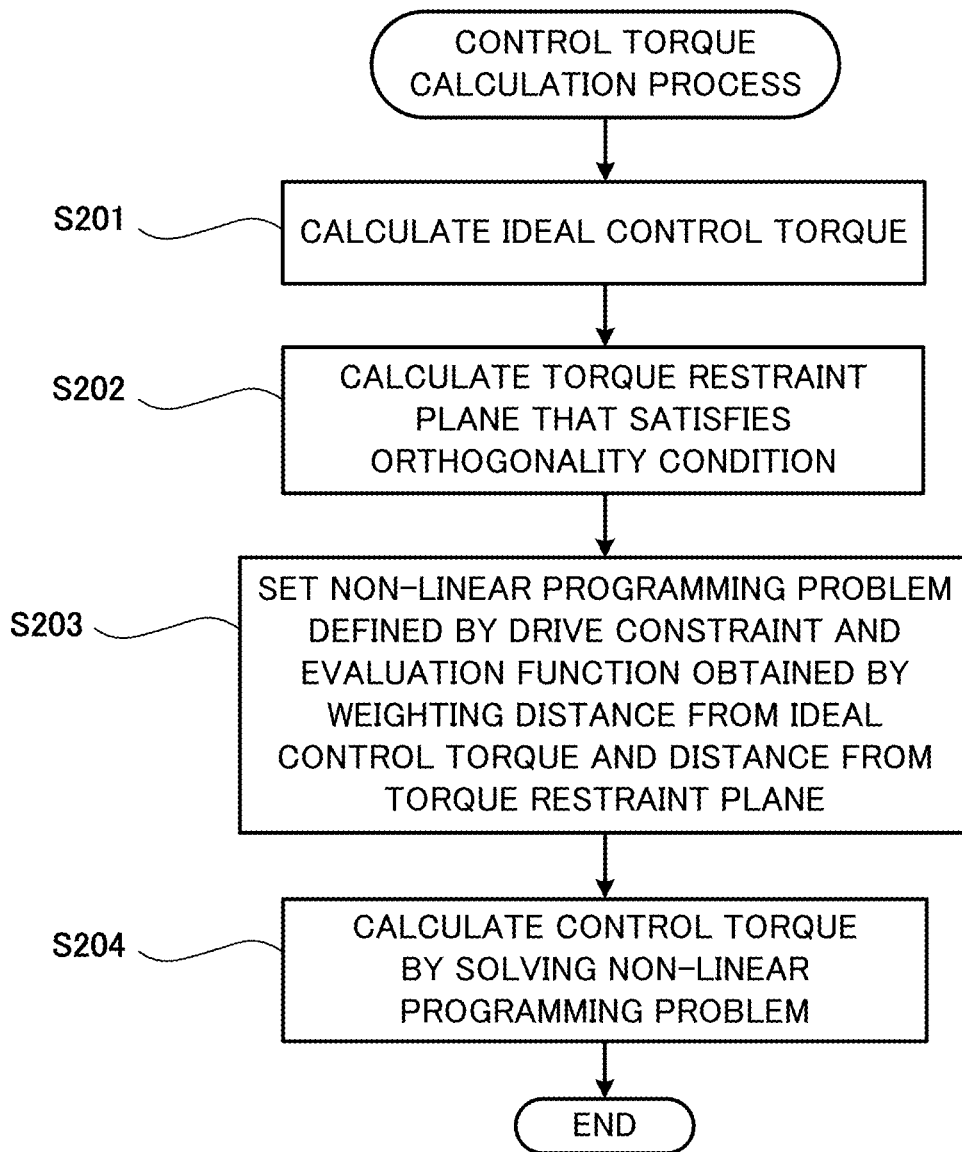 CONTROL TORQUE
CALCULATION PROCESS
S201
CALCULATE IDEAL CONTROL TORQUE
S202
CALCULATE TORQUE RESTRAINT
PLANE THAT SATISFIES
ORTHOGONALITY CONDITION
S203
SET NON-LINEAR PROGRAMMING PROBLEM
DEFINED BY DRIVE CONSTRAINT AND
EVALUATION FUNCTION OBTAINED BY
WEIGHTING DISTANCE FROM IDEAL
CONTROL TORQUE AND DISTANCE FROM
TORQUE RESTRAINT PLANE
S204
CALCULATE CONTROL TORQUE
BY SOLVING NON-LINEAR
PROGRAMMING PROBLEM
END